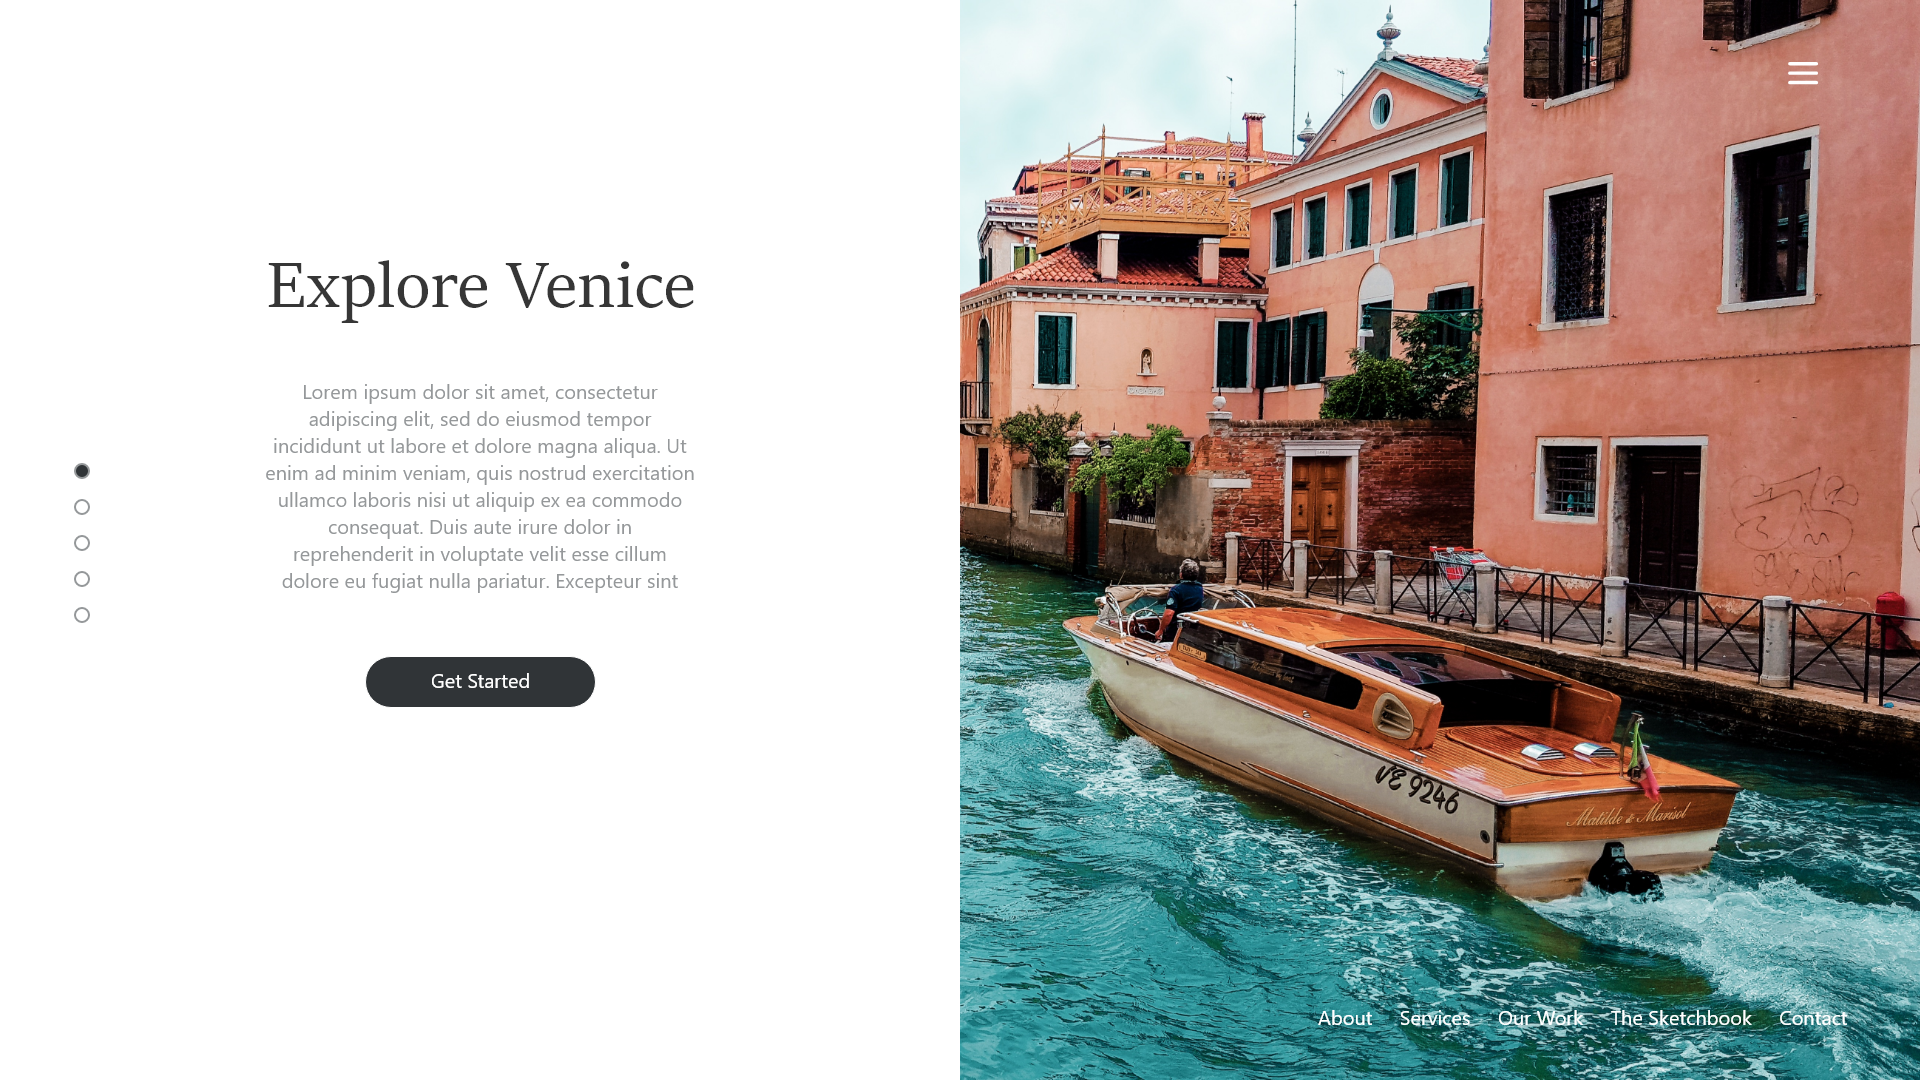 Explore Venice
Lorem ipsum dolor sit amet, consectetur
adipiscing elit, sed do eiusmod tempor
incididunt ut labore et dolore magna aliqua. Ut
enim ad minim veniam, quis nostrud exercitation
ullamco laboris nisi ut aliquip ex ea commodo
consequat. Duis aute irure dolor in
reprehenderit in voluptate velit esse cillum
dolore eu fugiat nulla pariatur. Excepteur sint
Get Started
VE 9246
Matilde & Marisol
About Services Our Work The Sketchbook Contact